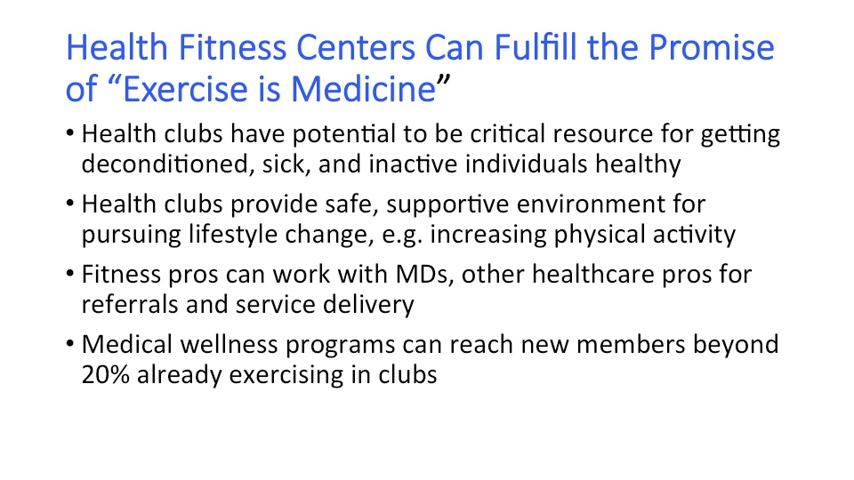 Health Fitness Centers Can Fulfill the Promise
of “Exercise is Medicine”
• Health clubs have potential to be critical resource for getting
deconditioned, sick, and inactive individuals healthy
• Health clubs provide safe, supportive environment for
pursuing lifestyle change, e.g. increasing physical activity
• Fitness pros can work with MDs, other healthcare pros for
referrals and service delivery
• Medical wellness programs can reach new members beyond
20% already exercising in clubs